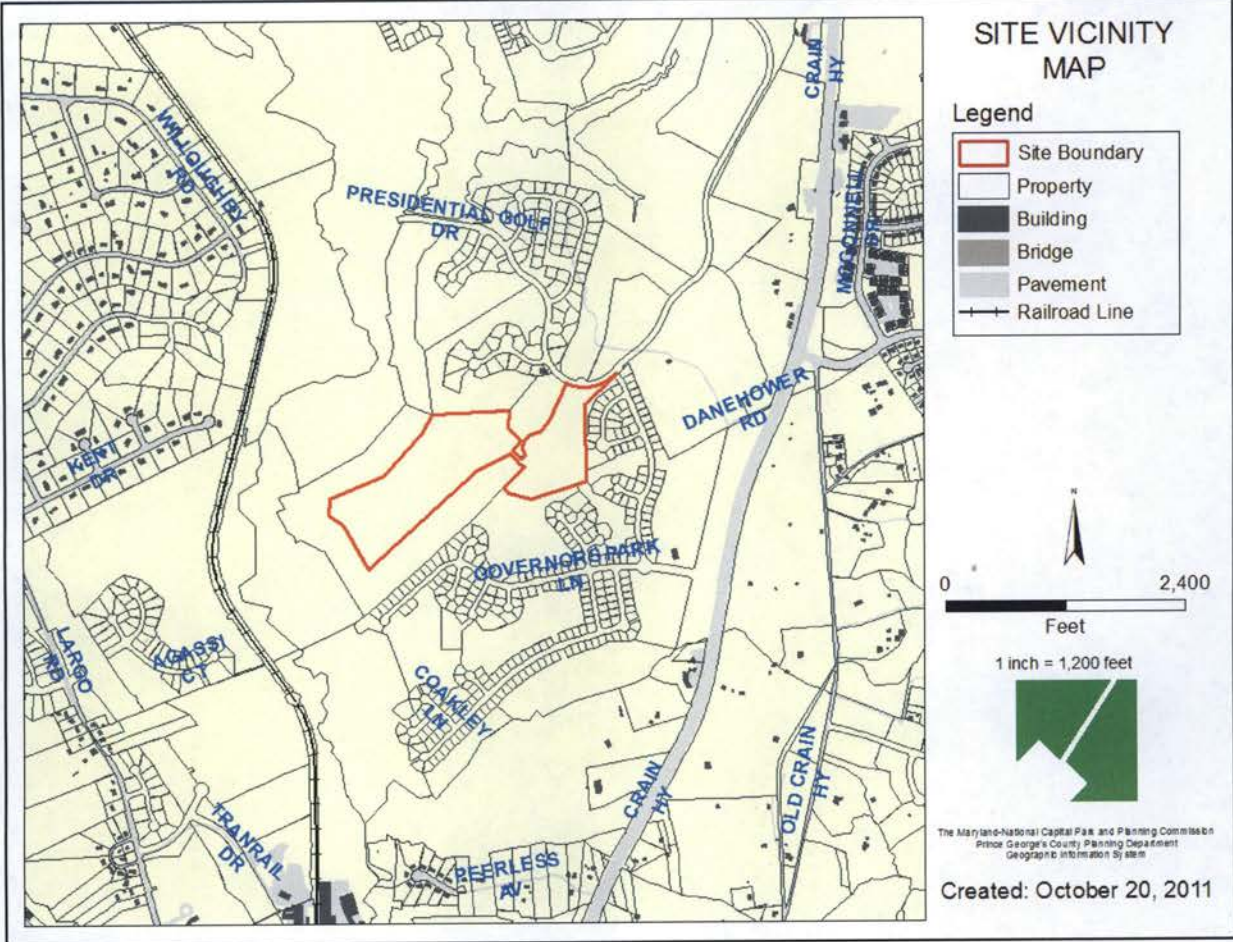 SITE VICINITY
MAP
Legend
Site Boundary
Property
Building
Bridge
Pavement
Railroad Line
N
0 2,400
Feet
1 inch = 1,200 feet
The Maryland-National Capital Park and Planning Commission
Prince George's County Planning Department
Geographic Information System
Created: October 20, 2011
CRAIN
HY
WILLOUGHBY
RD
MCCONNELL
DR
PRESIDENTIAL GOLF
DR
DANEHOWER
RD
KENT
DR
GOVERNORS PARK
LN
LARGO
RD
AGASSI
CT
COAKLEY
LN
TRANRAIL
DR
CRAIN
HY
OLD CRAIN
HY
PEERLESS
AV